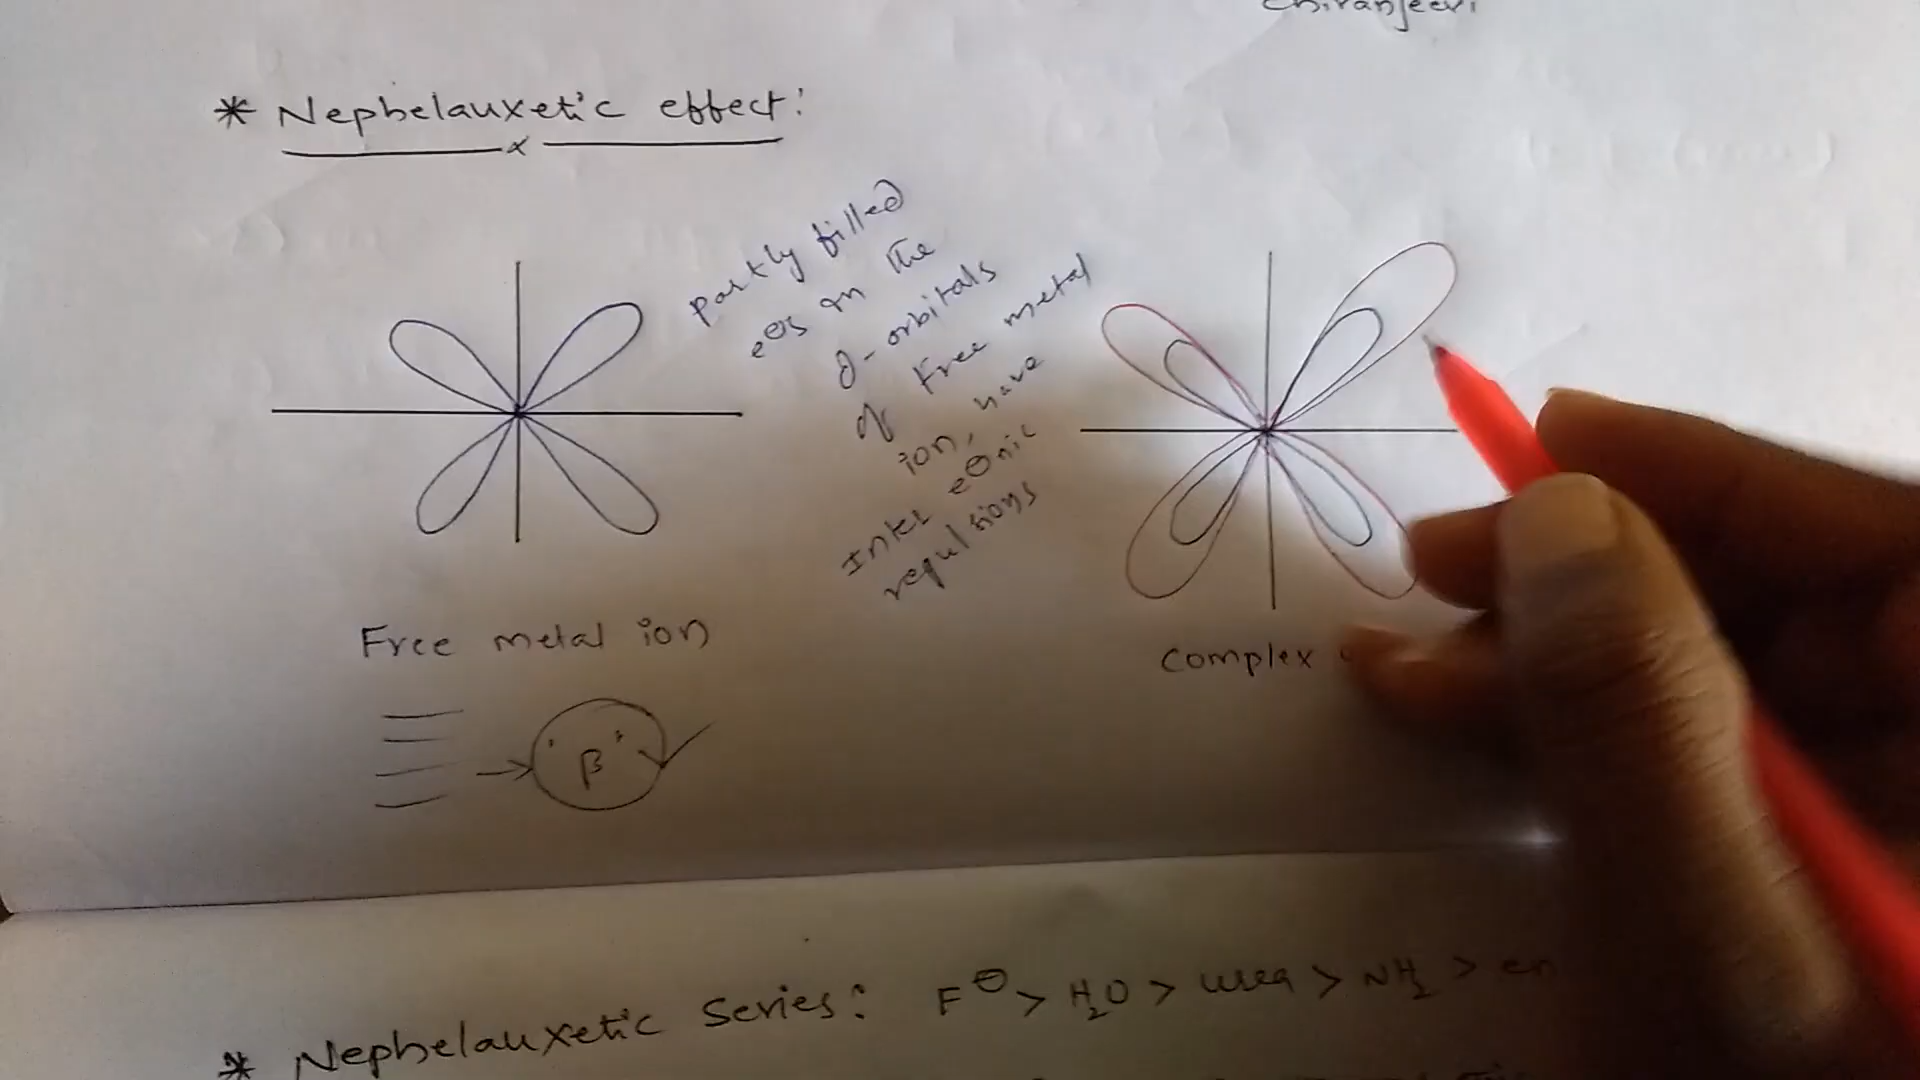 Chiranjeevi
* Nephelauxetic effect:
partly filled
e⊖s in the
d-orbitals
of Free metal
ion, have
Inter e⊖nic
repulsions
Free metal ion
Complex
'β'
* Nephelauxetic Series: F⊖ > H₂O > urea > NH₃ > en